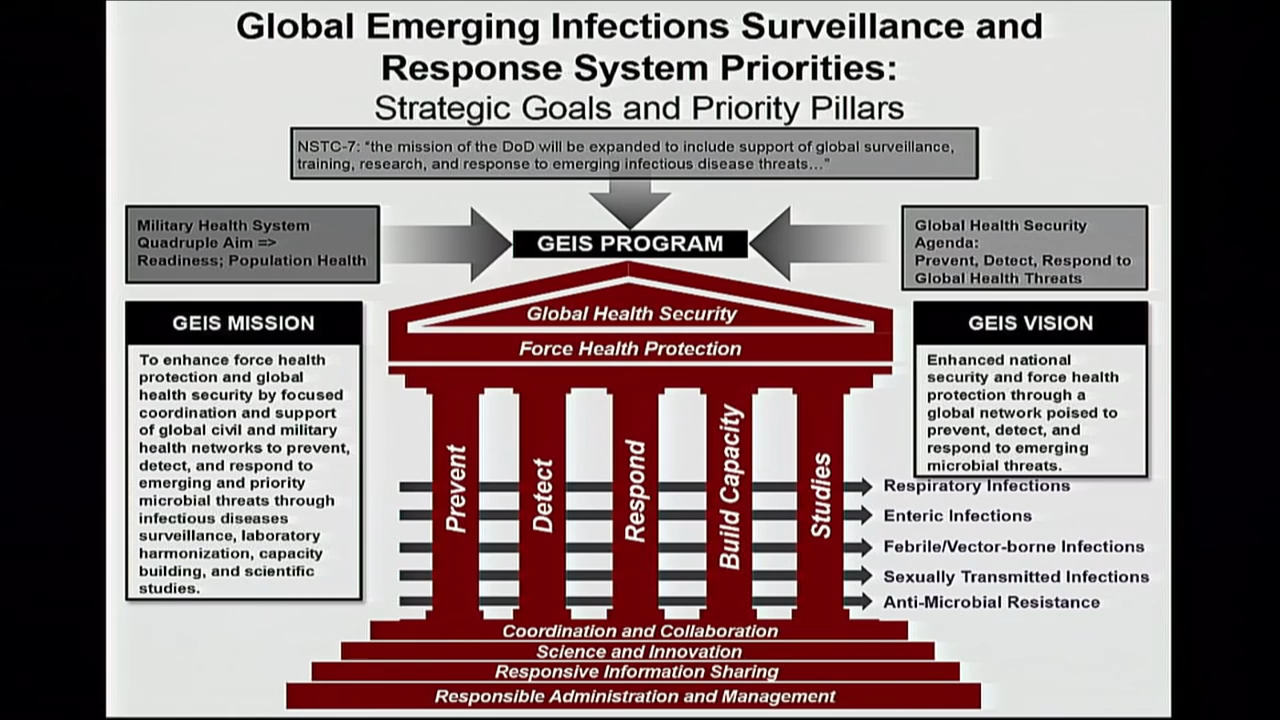 Global Emerging Infections Surveillance and
Response System Priorities:
Strategic Goals and Priority Pillars
NSTC-7: “the mission of the DoD will be expanded to include support of global surveillance,
training, research, and response to emerging infectious disease threats…”
Military Health System
Quadruple Aim =>
Readiness; Population Health
GEIS PROGRAM
Global Health Security
Agenda:
Prevent, Detect, Respond to
Global Health Threats
GEIS MISSION
To enhance force health
protection and global
health security by focused
coordination and support
of global civil and military
health networks to prevent,
detect, and respond to
emerging and priority
microbial threats through
infectious diseases
surveillance, laboratory
harmonization, capacity
building, and scientific
studies.
Global Health Security
Force Health Protection
Prevent
Detect
Respond
Build Capacity
Studies
GEIS VISION
Enhanced national
security and force health
protection through a
global network poised to
prevent, detect, and
respond to emerging
microbial threats.
Respiratory Infections
Enteric Infections
Febrile/Vector-borne Infections
Sexually Transmitted Infections
Anti-Microbial Resistance
Coordination and Collaboration
Science and Innovation
Responsive Information Sharing
Responsible Administration and Management